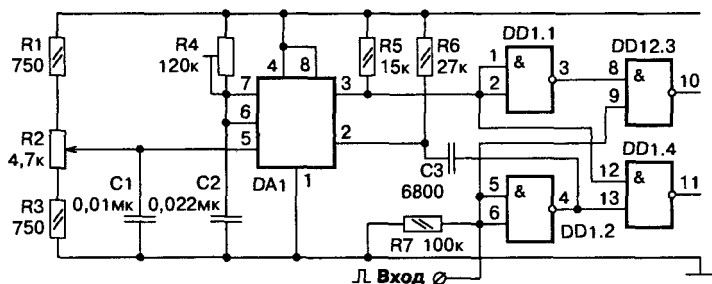 R1
750
R4
120к
4
8
R5
15к
R6
27к
1
2
&
3
DD1.1
DD12.3
8
9
&
10
7
6
5
3
2
1
DA1
R2
4,7к
C1
0,01мк
C2
0,022мк
C3
6800
R3
750
R7
100к
5
6
&
4
DD1.2
DD1.4
12
13
&
11
Вход